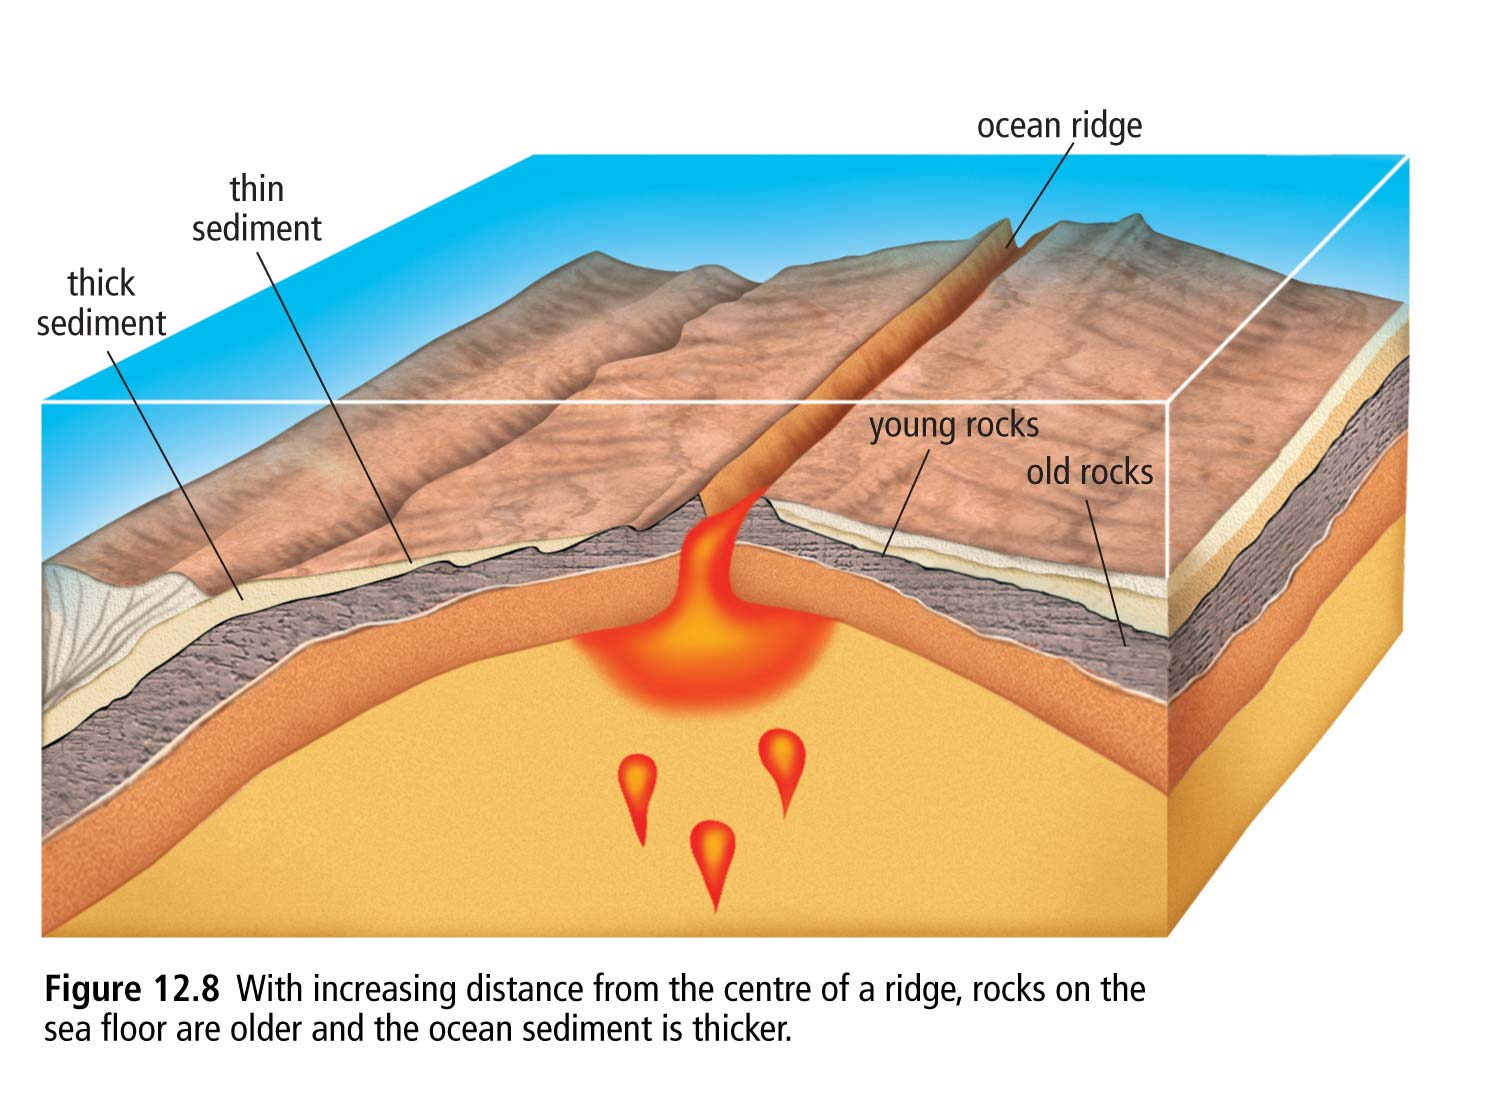 ocean ridge
thin
sediment
thick
sediment
young rocks
old rocks
Figure 12.8 With increasing distance from the centre of a ridge, rocks on the
sea floor are older and the ocean sediment is thicker.